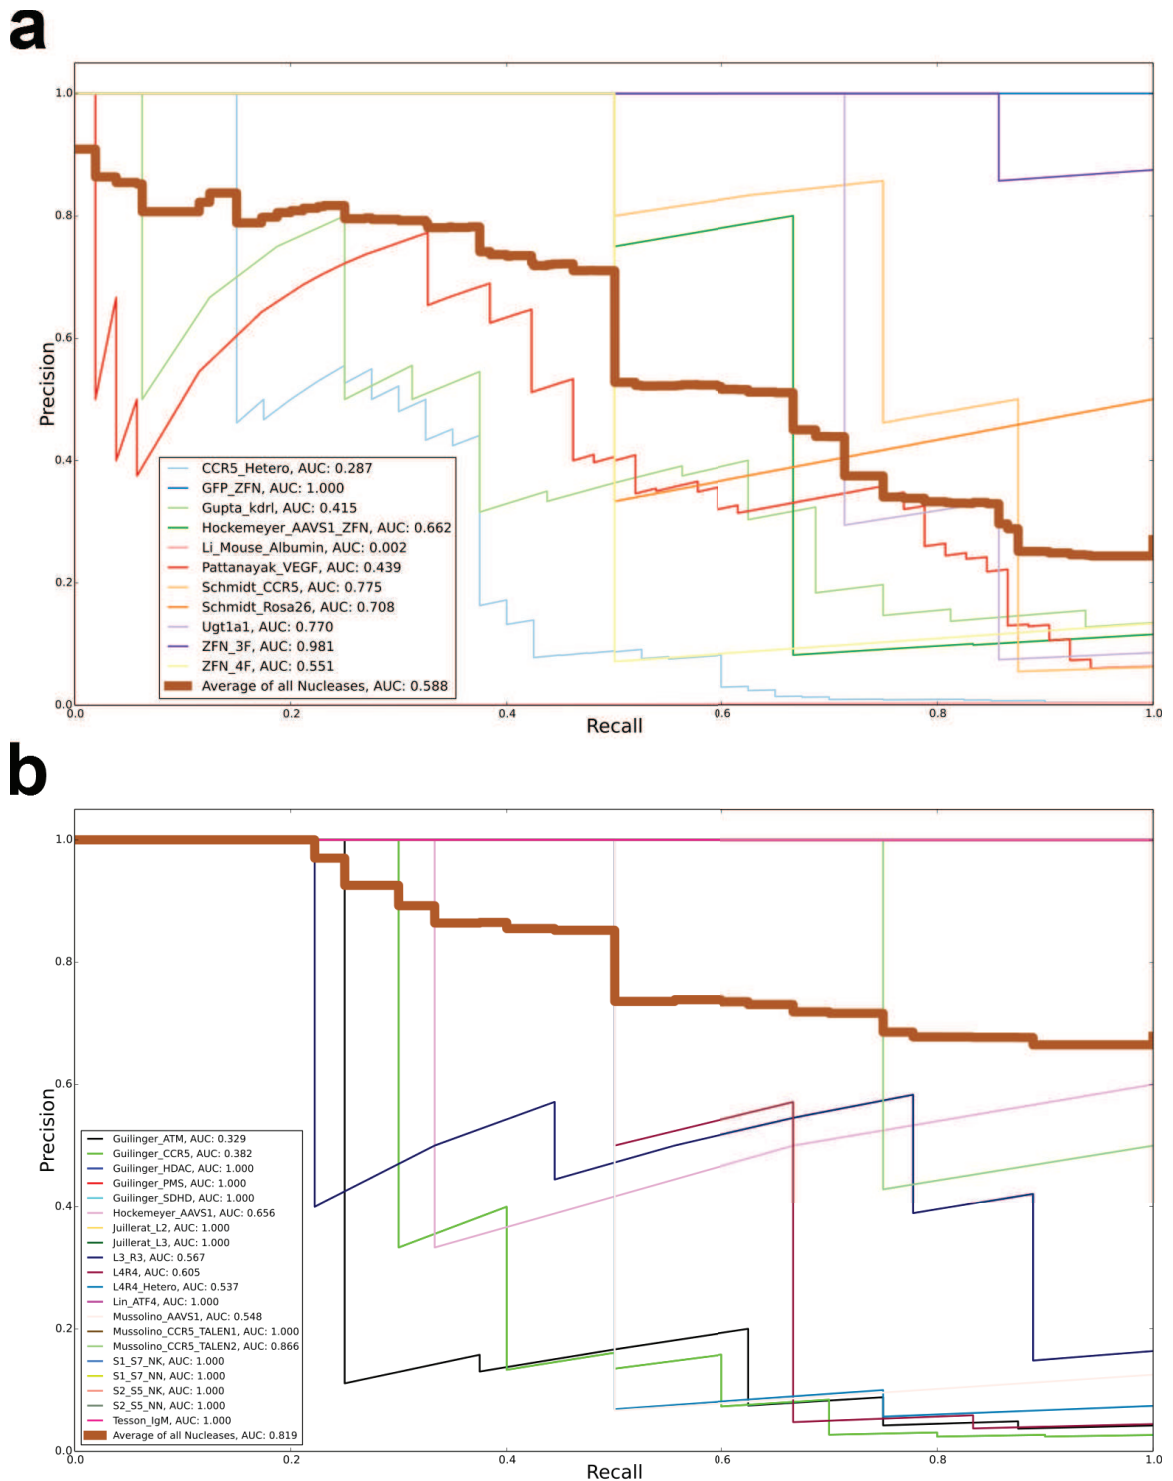 a
1.0
0.8
0.6
0.4
0.2
0.0
Precision
CCR5_Hetero, AUC: 0.287
GFP_ZFN, AUC: 1.000
Gupta_kdrl, AUC: 0.415
Hockemeyer_AAVS1_ZFN, AUC: 0.662
Li_Mouse_Albumin, AUC: 0.002
Pattanayak_VEGF, AUC: 0.439
Schmidt_CCR5, AUC: 0.775
Schmidt_Rosa26, AUC: 0.708
Ugt1a1, AUC: 0.770
ZFN_3F, AUC: 0.981
ZFN_4F, AUC: 0.551
Average of all Nucleases, AUC: 0.588
0.0 0.2 0.4 0.6 0.8 1.0
Recall
b
1.0
0.8
0.6
0.4
0.2
0.0
Precision
Guilinger_ATM, AUC: 0.329
Guilinger_CCR5, AUC: 0.382
Guilinger_HDAC, AUC: 1.000
Guilinger_PMS, AUC: 1.000
Guilinger_SDHD, AUC: 1.000
Hockemeyer_AAVS1, AUC: 0.656
Juillerat_L2, AUC: 1.000
Juillerat_L3, AUC: 1.000
L3_R3, AUC: 0.567
L4R4, AUC: 0.605
L4R4_Hetero, AUC: 0.537
Lin_ATF4, AUC: 1.000
Mussolino_AAVS1, AUC: 0.548
Mussolino_CCR5_TALEN1, AUC: 1.000
Mussolino_CCR5_TALEN2, AUC: 0.866
S1_S7_NK, AUC: 1.000
S1_S7_NN, AUC: 1.000
S2_S5_NK, AUC: 1.000
S2_S5_NN, AUC: 1.000
Tesson_IgM, AUC: 1.000
Average of all Nucleases, AUC: 0.819
0.0 0.2 0.4 0.6 0.8 1.0
Recall